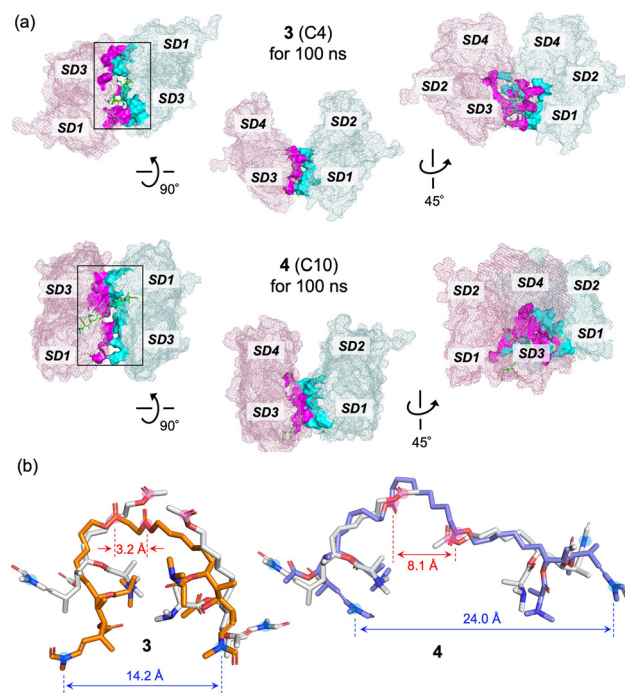 (a)
3 (C4)
for 100 ns
SD3
SD1
SD1
SD3
90°
SD4
SD2
SD3
SD1
45°
SD4
SD4
SD2
SD2
SD3
SD1
4 (C10)
for 100 ns
SD3
SD1
SD1
SD3
90°
SD4
SD2
SD3
SD1
45°
SD4
SD2
SD2
SD1
SD1
SD3
(b)
3.2 Å
3
14.2 Å
8.1 Å
24.0 Å
4